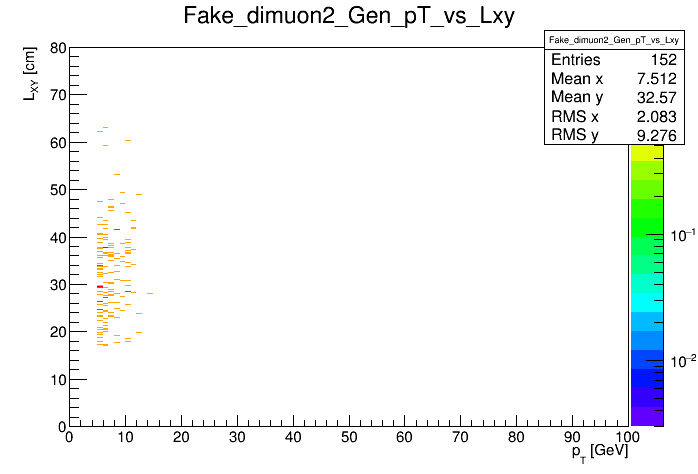 Fake_dimuon2_Gen_pT_vs_Lxy
Fake_dimuon2_Gen_pT_vs_Lxy
Entries 152
Mean x 7.512
Mean y 32.57
RMS x 2.083
RMS y 9.276
L_XY [cm]
80
70
60
50
40
30
20
10
0
0 10 20 30 40 50 60 70 80 90 100
p_T [GeV]
10⁻¹
10⁻²